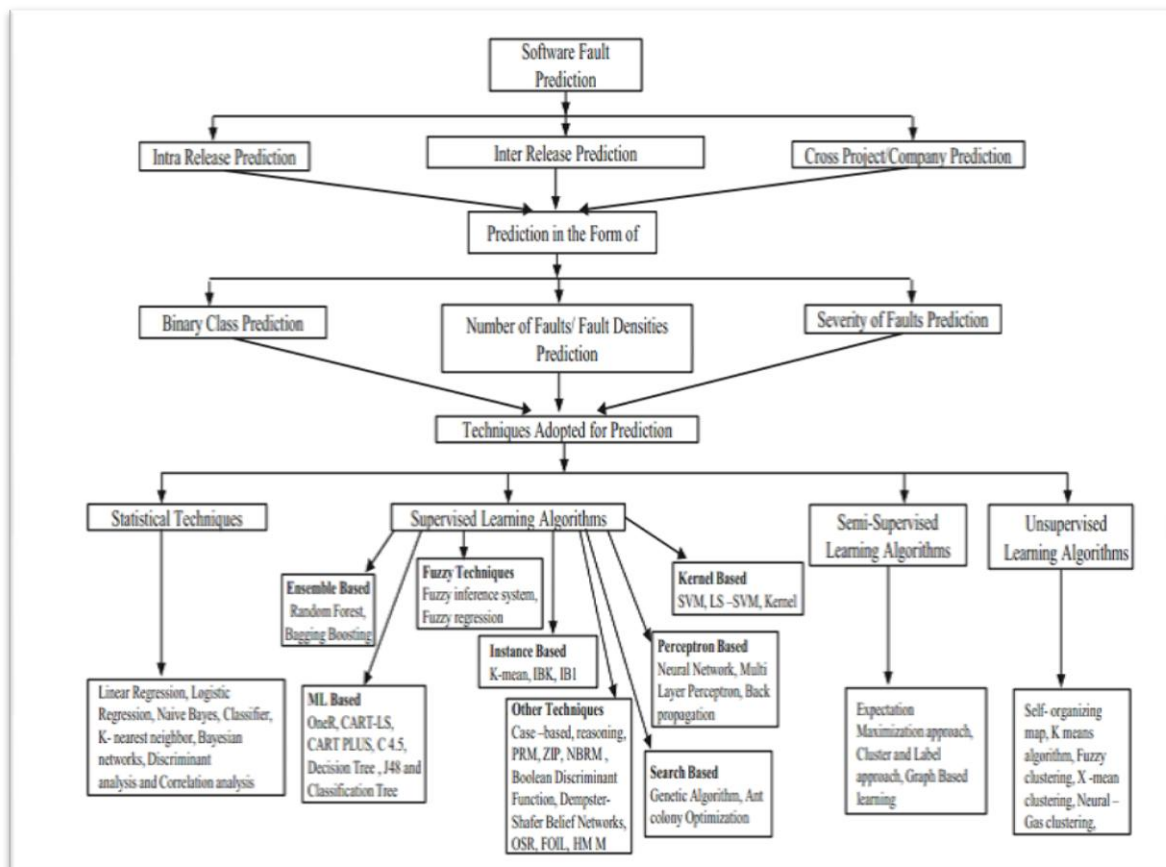 Software Fault
Prediction
Intra Release Prediction
Inter Release Prediction
Cross Project/Company Prediction
Prediction in the Form of
Binary Class Prediction
Number of Faults/ Fault Densities
Prediction
Severity of Faults Prediction
Techniques Adopted for Prediction
Statistical Techniques
Supervised Learning Algorithms
Semi-Supervised
Learning Algorithms
Unsupervised
Learning Algorithms
Ensemble Based
Random Forest,
Bagging Boosting
Fuzzy Techniques
Fuzzy inference system,
Fuzzy regression
Kernel Based
SVM, LS –SVM, Kernel
Instance Based
K-mean, IBK, IB1
Perceptron Based
Neural Network, Multi
Layer Perceptron, Back
propagation
Linear Regression, Logistic
Regression, Naive Bayes, Classifier,
K- nearest neighbor, Bayesian
networks, Discriminant
analysis and Correlation analysis
ML Based
OneR, CART-LS,
CART PLUS, C 4.5,
Decision Tree , J48 and
Classification Tree
Other Techniques
Case –based, reasoning,
PRM, ZIP, NBRM ,
Boolean Discriminant
Function, Dempster-
Shafer Belief Networks,
OSR, FOIL, HM M
Search Based
Genetic Algorithm, Ant
colony Optimization
Expectation
Maximization approach,
Cluster and Label
approach, Graph Based
learning
Self- organizing
map, K means
algorithm, Fuzzy
clustering, X -mean
clustering, Neural –
Gas clustering,